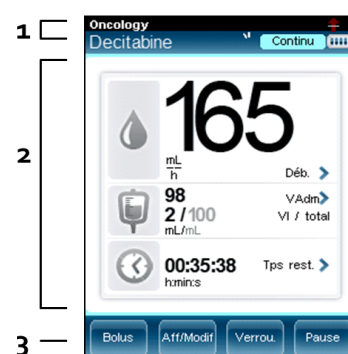 1
Oncology
Decitabine
Continu
2
165
mL
h
Déb.
98
VAdm
2 / 100
VI / total
mL/mL
00:35:38
Tps rest.
h:min:s
3
Bolus
Aff/Modif
Verrou.
Pause